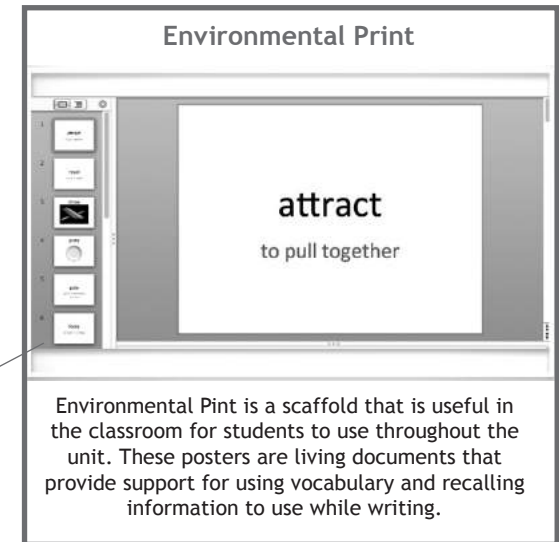 Environmental Print
attract
to pull together
Environmental Pint is a scaffold that is useful in
the classroom for students to use throughout the
unit. These posters are living documents that
provide support for using vocabulary and recalling
information to use while writing.